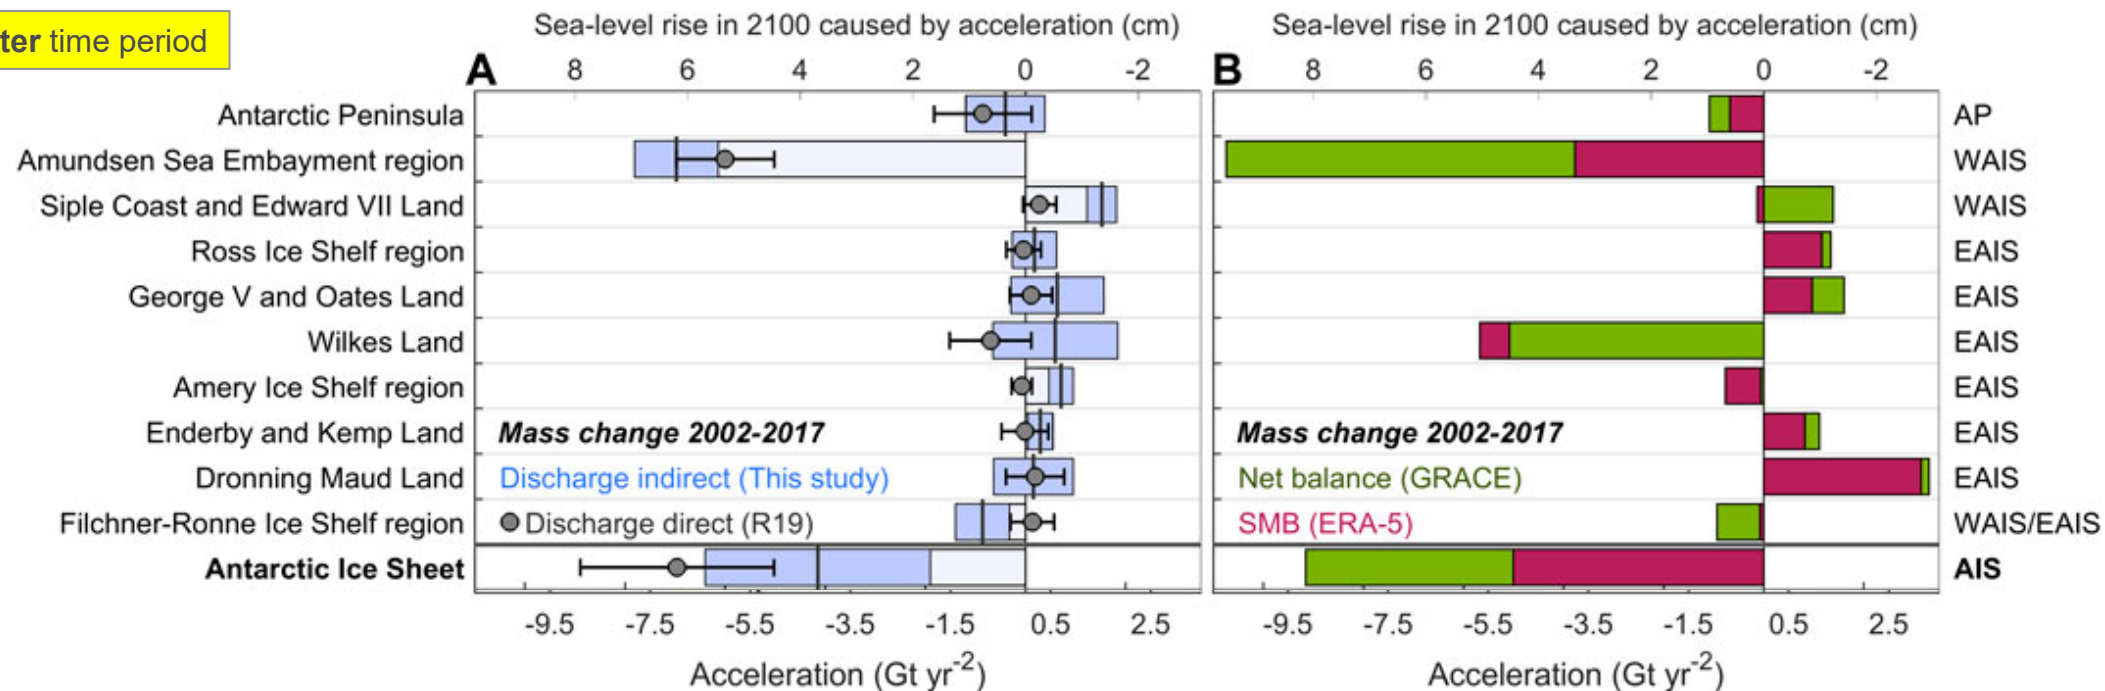 ter time period
Sea-level rise in 2100 caused by acceleration (cm)
Sea-level rise in 2100 caused by acceleration (cm)
A
8 6 4 2 0 -2
B
8 6 4 2 0 -2
Antarctic Peninsula
AP
Amundsen Sea Embayment region
WAIS
Siple Coast and Edward VII Land
WAIS
Ross Ice Shelf region
EAIS
George V and Oates Land
EAIS
Wilkes Land
EAIS
Amery Ice Shelf region
EAIS
Enderby and Kemp Land
Mass change 2002-2017
Mass change 2002-2017
EAIS
Dronning Maud Land
Discharge indirect (This study)
Net balance (GRACE)
EAIS
Filchner-Ronne Ice Shelf region
Discharge direct (R19)
SMB (ERA-5)
WAIS/EAIS
Antarctic Ice Sheet
AIS
-9.5 -7.5 -5.5 -3.5 -1.5 0.5 2.5
-9.5 -7.5 -5.5 -3.5 -1.5 0.5 2.5
Acceleration (Gt yr-2)
Acceleration (Gt yr-2)